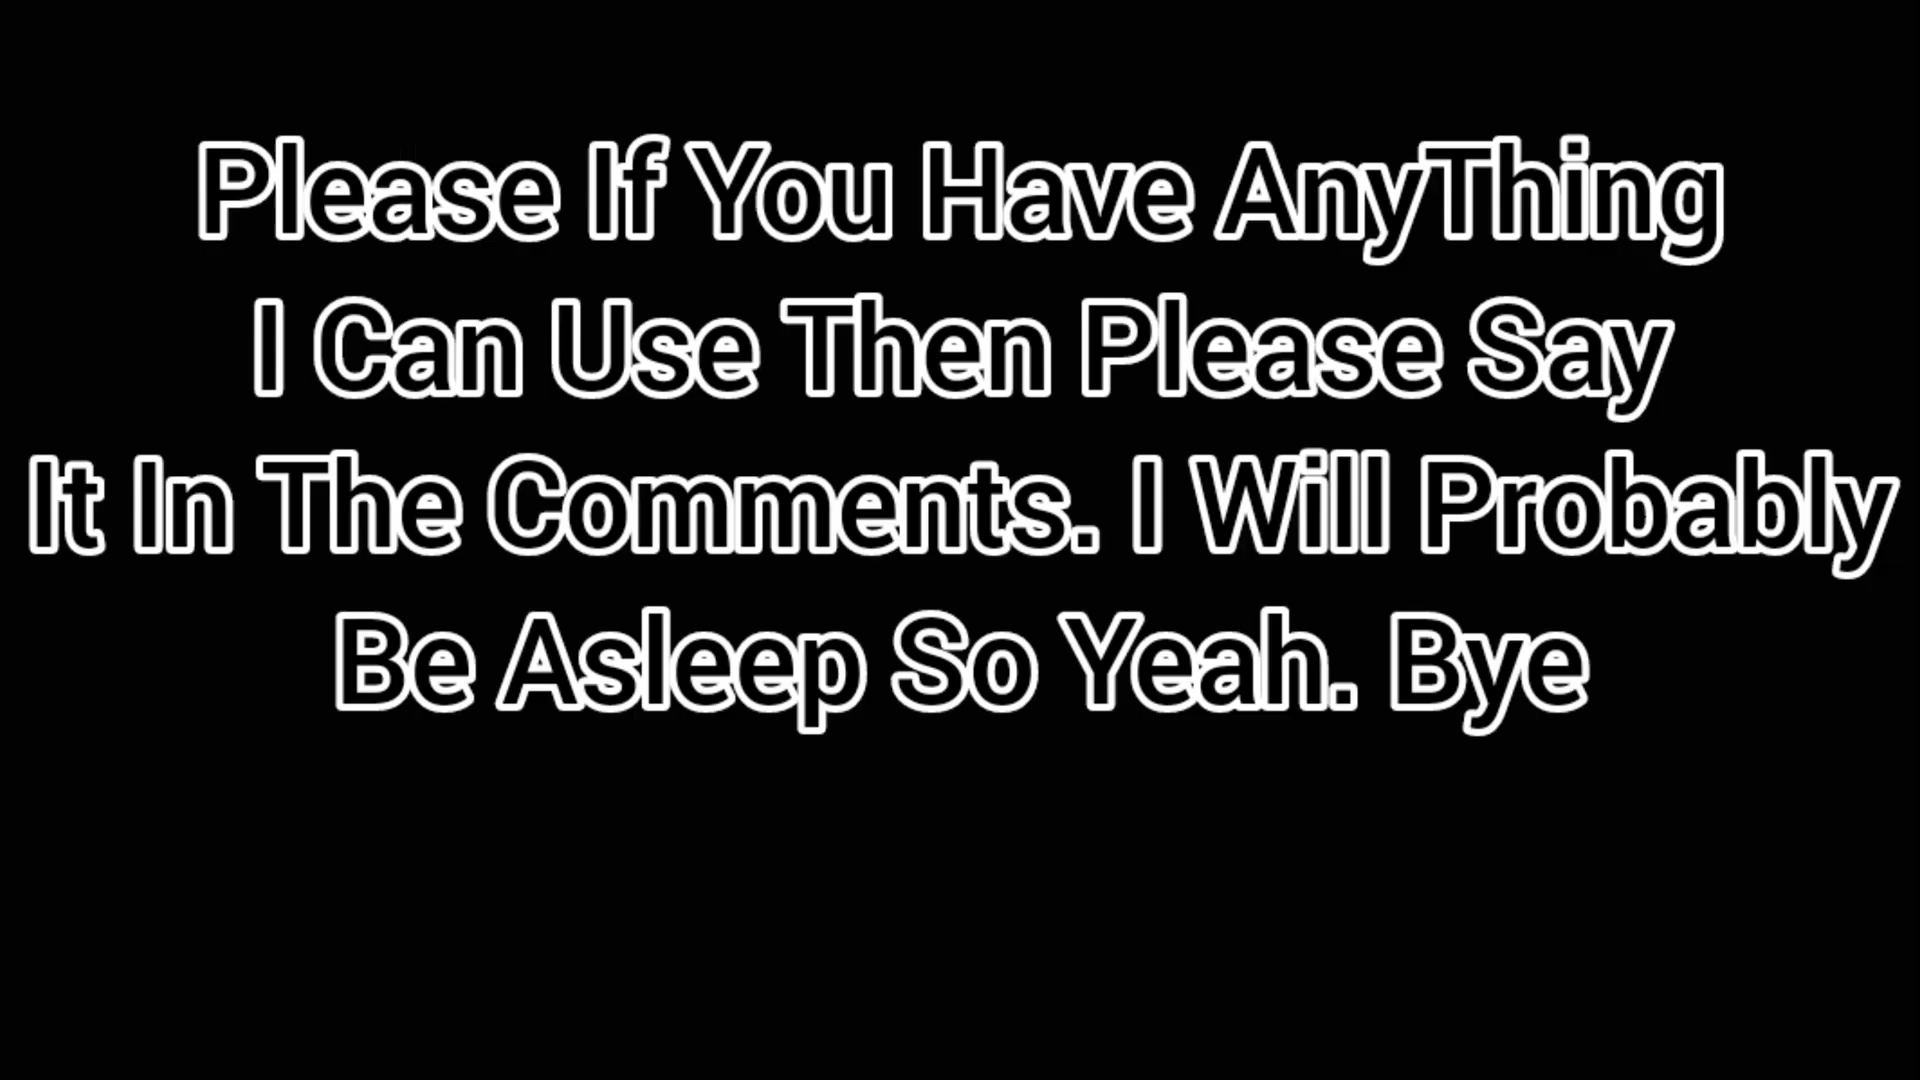 Please If You Have AnyThing
I Can Use Then Please Say
It In The Comments. I Will Probably
Be Asleep So Yeah. Bye